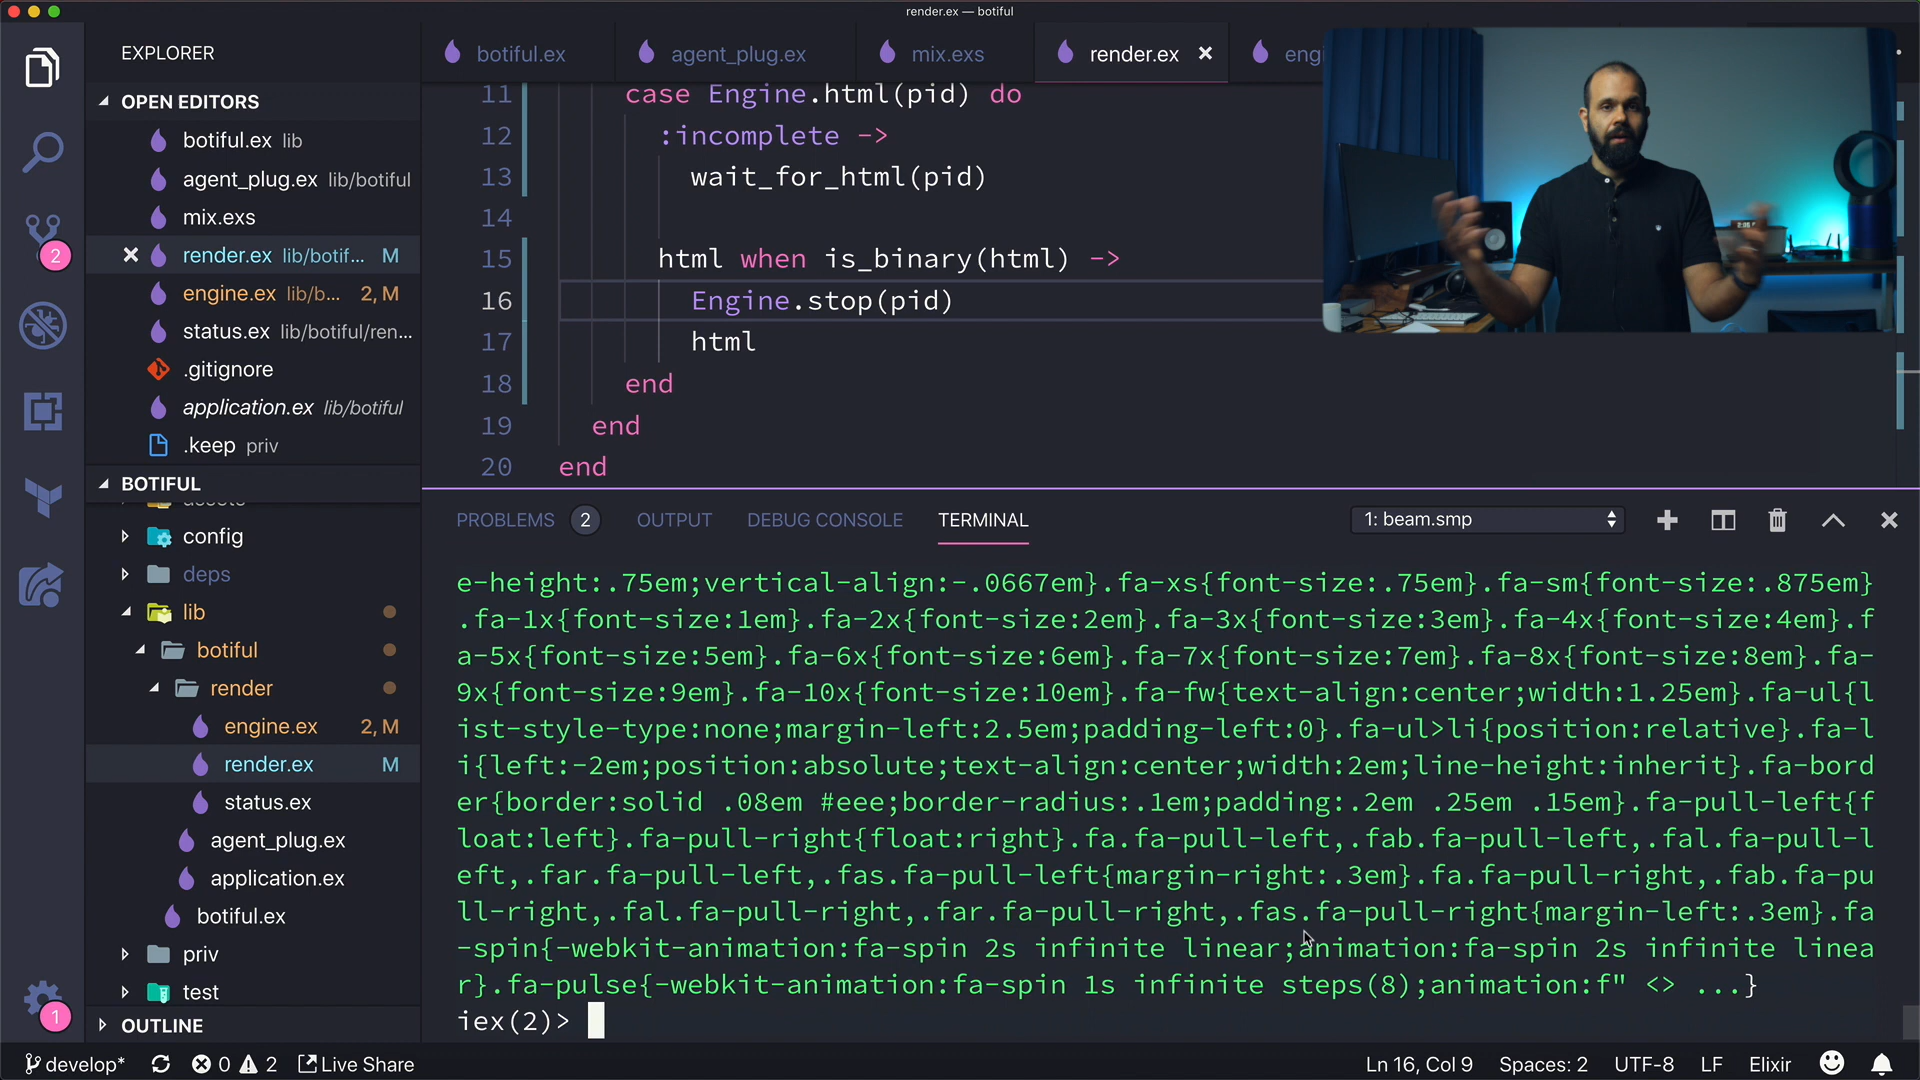 render.ex — botiful
EXPLORER
OPEN EDITORS
botiful.ex lib
agent_plug.ex lib/botiful
mix.exs
render.ex lib/botif... M
engine.ex lib/b... 2, M
status.ex lib/botiful/ren...
.gitignore
application.ex lib/botiful
.keep priv
BOTIFUL
assets
config
deps
lib
botiful
render
engine.ex 2, M
render.ex M
status.ex
agent_plug.ex
application.ex
botiful.ex
priv
test
OUTLINE
2
1
botiful.ex agent_plug.ex mix.exs render.ex engi
11 case Engine.html(pid) do
12 :incomplete ->
13 wait_for_html(pid)
14
15 html when is_binary(html) ->
16 Engine.stop(pid)
17 html
18 end
19 end
20 end
PROBLEMS 2 OUTPUT DEBUG CONSOLE TERMINAL 1: beam.smp
e-height:.75em;vertical-align:-.0667em}.fa-xs{font-size:.75em}.fa-sm{font-size:.875em}
.fa-1x{font-size:1em}.fa-2x{font-size:2em}.fa-3x{font-size:3em}.fa-4x{font-size:4em}.f
a-5x{font-size:5em}.fa-6x{font-size:6em}.fa-7x{font-size:7em}.fa-8x{font-size:8em}.fa-
9x{font-size:9em}.fa-10x{font-size:10em}.fa-fw{text-align:center;width:1.25em}.fa-ul{l
ist-style-type:none;margin-left:2.5em;padding-left:0}.fa-ul>li{position:relative}.fa-l
i{left:-2em;position:absolute;text-align:center;width:2em;line-height:inherit}.fa-bord
er{border:solid .08em #eee;border-radius:.1em;padding:.2em .25em .15em}.fa-pull-left{f
loat:left}.fa-pull-right{float:right}.fa.fa-pull-left,.fab.fa-pull-left,.fal.fa-pull-l
eft,.far.fa-pull-left,.fas.fa-pull-left{margin-right:.3em}.fa.fa-pull-right,.fab.fa-pu
ll-right,.fal.fa-pull-right,.far.fa-pull-right,.fas.fa-pull-right{margin-left:.3em}.fa
-spin{-webkit-animation:fa-spin 2s infinite linear;animation:fa-spin 2s infinite linea
r}.fa-pulse{-webkit-animation:fa-spin 1s infinite steps(8);animation:f" <> ...}
iex(2)>
develop* 0 2 Live Share Ln 16, Col 9 Spaces: 2 UTF-8 LF Elixir